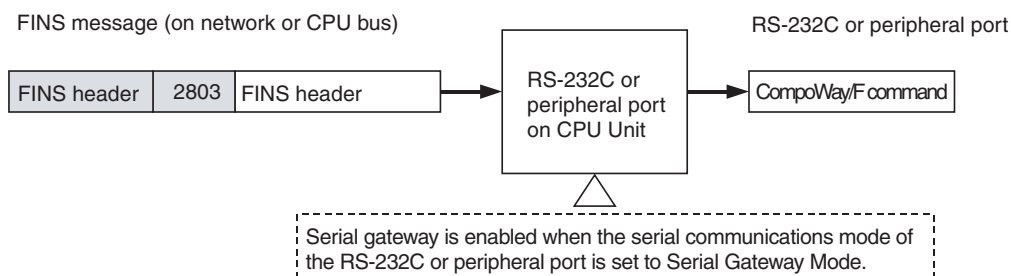 FINS message (on network or CPU bus)
RS-232C or peripheral port
FINS header 2803 FINS header
RS-232C or
peripheral port
on CPU Unit
CompoWay/F command
Serial gateway is enabled when the serial communications mode of
the RS-232C or peripheral port is set to Serial Gateway Mode.